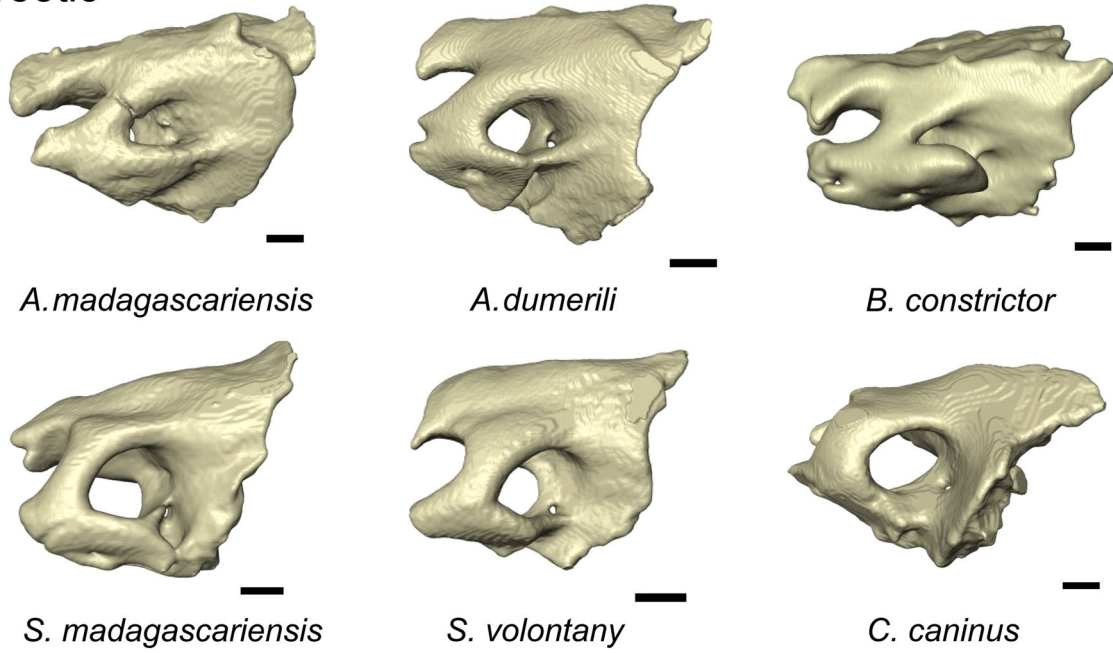 A. madagascariensis
A. dumerili
B. constrictor
S. madagascariensis
S. volontany
C. caninus